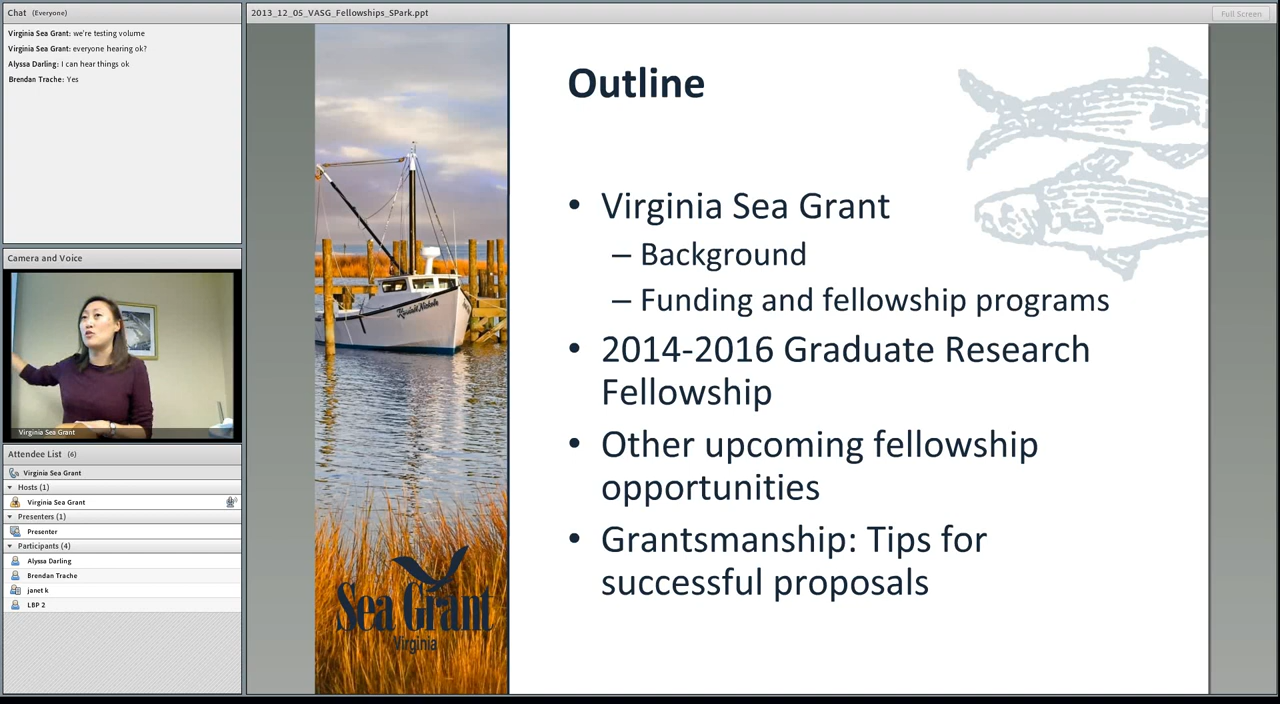 Chat (Everyone)
Virginia Sea Grant: we're testing volume
Virginia Sea Grant: everyone hearing ok?
Alyssa Darling: I can hear things ok
Brendan Trache: Yes
Camera and Voice
Virginia Sea Grant
Attendee List (6)
Virginia Sea Grant
Hosts (1)
Virginia Sea Grant
Presenters (1)
Presenter
Participants (4)
Alyssa Darling
Brendan Trache
janet k
LBP 2
2013_12_05_VASG_Fellowships_SPark.ppt
Full Screen
Sea Grant
Virginia
Outline
• Virginia Sea Grant
– Background
– Funding and fellowship programs
• 2014-2016 Graduate Research
Fellowship
• Other upcoming fellowship
opportunities
• Grantsmanship: Tips for
successful proposals